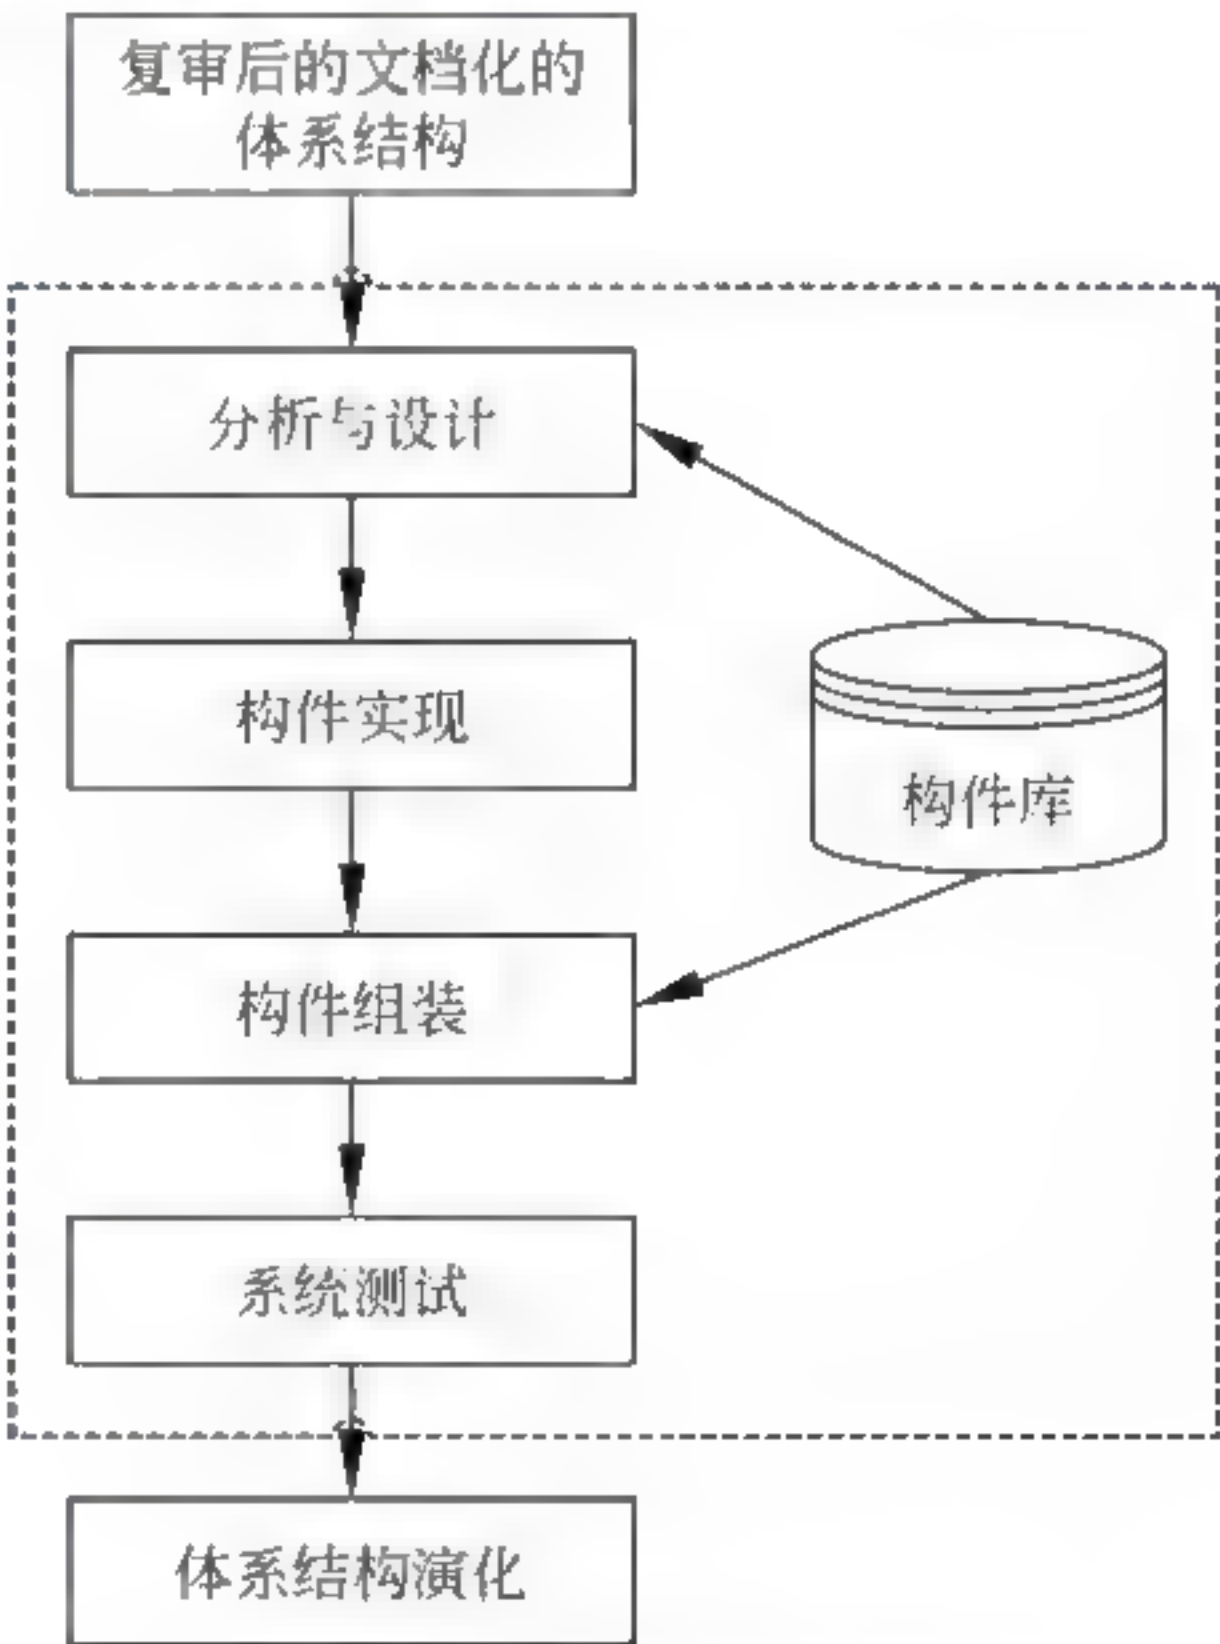 复审后的文档化的
体系结构
分析与设计
构件实现
构件库
构件组装
系统测试
体系结构演化